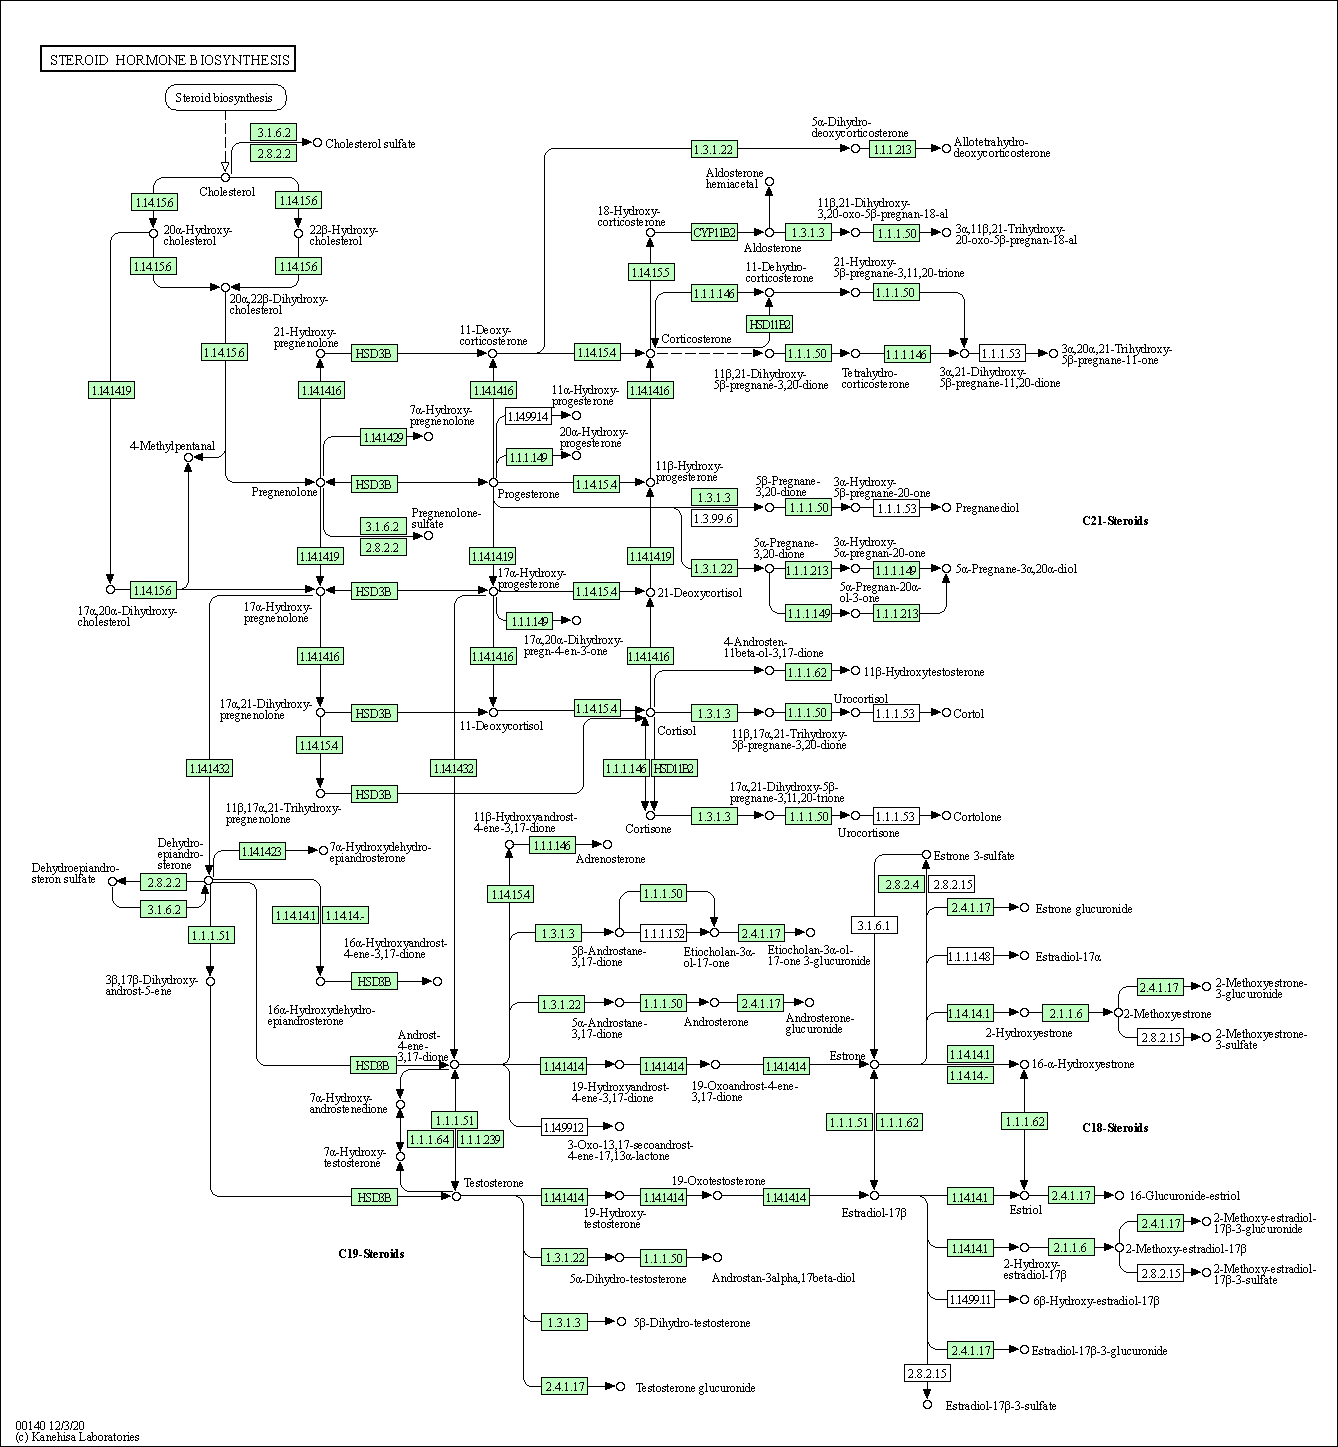 STEROID HORMONE BIOSYNTHESIS
Steroid biosynthesis
3.1.6.2
2.8.2.2
Cholesterol sulfate
Cholesterol
1.14.15.6
1.14.15.6
20α-Hydroxy-
cholesterol
22β-Hydroxy-
cholesterol
1.14.15.6
1.14.15.6
20α,22β-Dihydroxy-
cholesterol
1.14.15.6
1.14.14.19
4-Methylpentanal
1.14.15.6
17α,20α-Dihydroxy-
cholesterol
5α-Dihydro-
deoxycorticosterone
1.3.1.22
1.1.1.213
Allotetrahydro-
deoxycorticosterone
Aldosterone
hemiacetal
18-Hydroxy-
corticosterone
CYP11B2
Aldosterone
11β,21-Dihydroxy-
3,20-oxo-5β-pregnan-18-al
1.3.1.3
1.1.1.50
3α,11β,21-Trihydroxy-
20-oxo-5β-pregnan-18-al
1.14.15.5
11-Dehydro-
corticosterone
21-Hydroxy-
5β-pregnane-3,11,20-trione
1.1.1.146
1.1.1.50
HSD11B2
21-Hydroxy-
pregnenolone
HSD3B
11-Deoxy-
corticosterone
1.14.15.4
Corticosterone
1.1.1.50
1.1.1.146
1.1.1.53
3α,20α,21-Trihydroxy-
5β-pregnane-11-one
11β,21-Dihydroxy-
5β-pregnane-3,20-dione
Tetrahydro-
corticosterone
3α,21-Dihydroxy-
5β-pregnane-11,20-dione
1.14.14.16
1.14.14.16
1.14.14.16
7α-Hydroxy-
pregnenolone
1.14.14.29
11α-Hydroxy-
progesterone
1.14.99.14
20α-Hydroxy-
progesterone
1.1.1.149
Pregnenolone
HSD3B
Progesterone
1.14.15.4
11β-Hydroxy-
progesterone
3.1.6.2
2.8.2.2
Pregnenolone-
sulfate
5β-Pregnane-
3,20-dione
3α-Hydroxy-
5β-pregnane-20-one
1.3.1.3
1.3.99.6
1.1.1.50
1.1.1.53
Pregnanediol
C21-Steroids
1.14.14.19
1.14.14.19
1.14.14.19
5α-Pregnane-
3,20-dione
3α-Hydroxy-
5α-pregnan-20-one
1.3.1.22
1.1.1.213
1.1.1.149
5α-Pregnane-3α,20α-diol
5α-Pregnan-20α-
ol-3-one
1.1.1.149
1.1.1.213
17α-Hydroxy-
pregnenolone
HSD3B
17α-Hydroxy-
progesterone
1.14.15.4
21-Deoxycortisol
1.1.1.149
17α,20α-Dihydroxy-
pregn-4-en-3-one
1.14.14.16
1.14.14.16
1.14.14.16
4-Androsten-
11beta-ol-3,17-dione
1.1.1.62
11β-Hydroxytestosterone
17α,21-Dihydroxy-
pregnenolone
HSD3B
11-Deoxycortisol
1.14.15.4
Cortisol
1.3.1.3
1.1.1.50
Urocortisol
1.1.1.53
Cortol
11β,17α,21-Trihydroxy-
5β-pregnane-3,20-dione
1.14.15.4
1.14.14.32
1.14.14.32
1.1.1.146
HSD11B2
HSD3B
11β,17α,21-Trihydroxy-
pregnenolone
17α,21-Dihydroxy-5β-
pregnane-3,11,20-trione
Cortisone
1.3.1.3
1.1.1.50
1.1.1.53
Urocortisone
Cortolone
Dehydro-
epiandro-
sterone
1.14.14.23
7α-Hydroxydehydro-
epiandrosterone
Dehydroepiandro-
steron sulfate
2.8.2.2
3.1.6.2
1.14.14.1
1.14.14.-
1.1.1.51
16α-Hydroxyandrost-
4-ene-3,17-dione
3β,17β-Dihydroxy-
androst-5-ene
HSD3B
16α-Hydroxydehydro-
epiandrosterone
11β-Hydroxyandrost-
4-ene-3,17-dione
1.1.1.146
Adrenosterone
1.14.15.4
1.1.1.50
1.3.1.3
1.1.1.152
2.4.1.17
5β-Androstane-
3,17-dione
Etiocholan-3α-
ol-17-one
Etiocholan-3α-ol-
17-one 3-glucuronide
1.3.1.22
1.1.1.50
2.4.1.17
5α-Androstane-
3,17-dione
Androsterone
Androsterone-
glucuronide
Androst-
4-ene-
3,17-dione
HSD3B
1.14.14.14
1.14.14.14
1.14.14.14
19-Hydroxyandrost-
4-ene-3,17-dione
19-Oxoandrost-4-ene-
3,17-dione
Estrone
Estrone 3-sulfate
2.8.2.4
2.8.2.15
3.1.6.1
2.4.1.17
Estrone glucuronide
1.1.1.148
Estradiol-17α
1.14.14.1
2-Hydroxyestrone
2.1.1.6
2-Methoxyestrone
2.4.1.17
2-Methoxyestrone-
3-glucuronide
2.8.2.15
2-Methoxyestrone-
3-sulfate
1.14.14.1
1.14.14.-
16-α-Hydroxyestrone
7α-Hydroxy-
androstenedione
1.1.1.51
1.1.1.64
1.1.1.239
7α-Hydroxy-
testosterone
1.14.99.12
3-Oxo-13,17-secoandrost-
4-ene-17,13α-lactone
1.1.1.51
1.1.1.62
1.1.1.62
C18-Steroids
HSD3B
Testosterone
1.14.14.14
1.14.14.14
19-Oxotestosterone
1.14.14.14
19-Hydroxy-
testosterone
Estradiol-17β
1.14.14.1
Estriol
2.4.1.17
16-Glucuronide-estriol
C19-Steroids
1.3.1.22
1.1.1.50
5α-Dihydro-testosterone
Androstan-3alpha,17beta-diol
1.14.14.1
2-Hydroxy-
estradiol-17β
2.1.1.6
2-Methoxy-estradiol-17β
2.4.1.17
2-Methoxy-estradiol-
17β-3-glucuronide
2.8.2.15
2-Methoxy-estradiol-
17β-3-sulfate
1.14.99.11
6β-Hydroxy-estradiol-17β
1.3.1.3
5β-Dihydro-testosterone
2.4.1.17
Estradiol-17β-3-glucuronide
2.8.2.15
2.4.1.17
Testosterone glucuronide
Estradiol-17β-3-sulfate
00140 12/3/20
(c) Kanehisa Laboratories